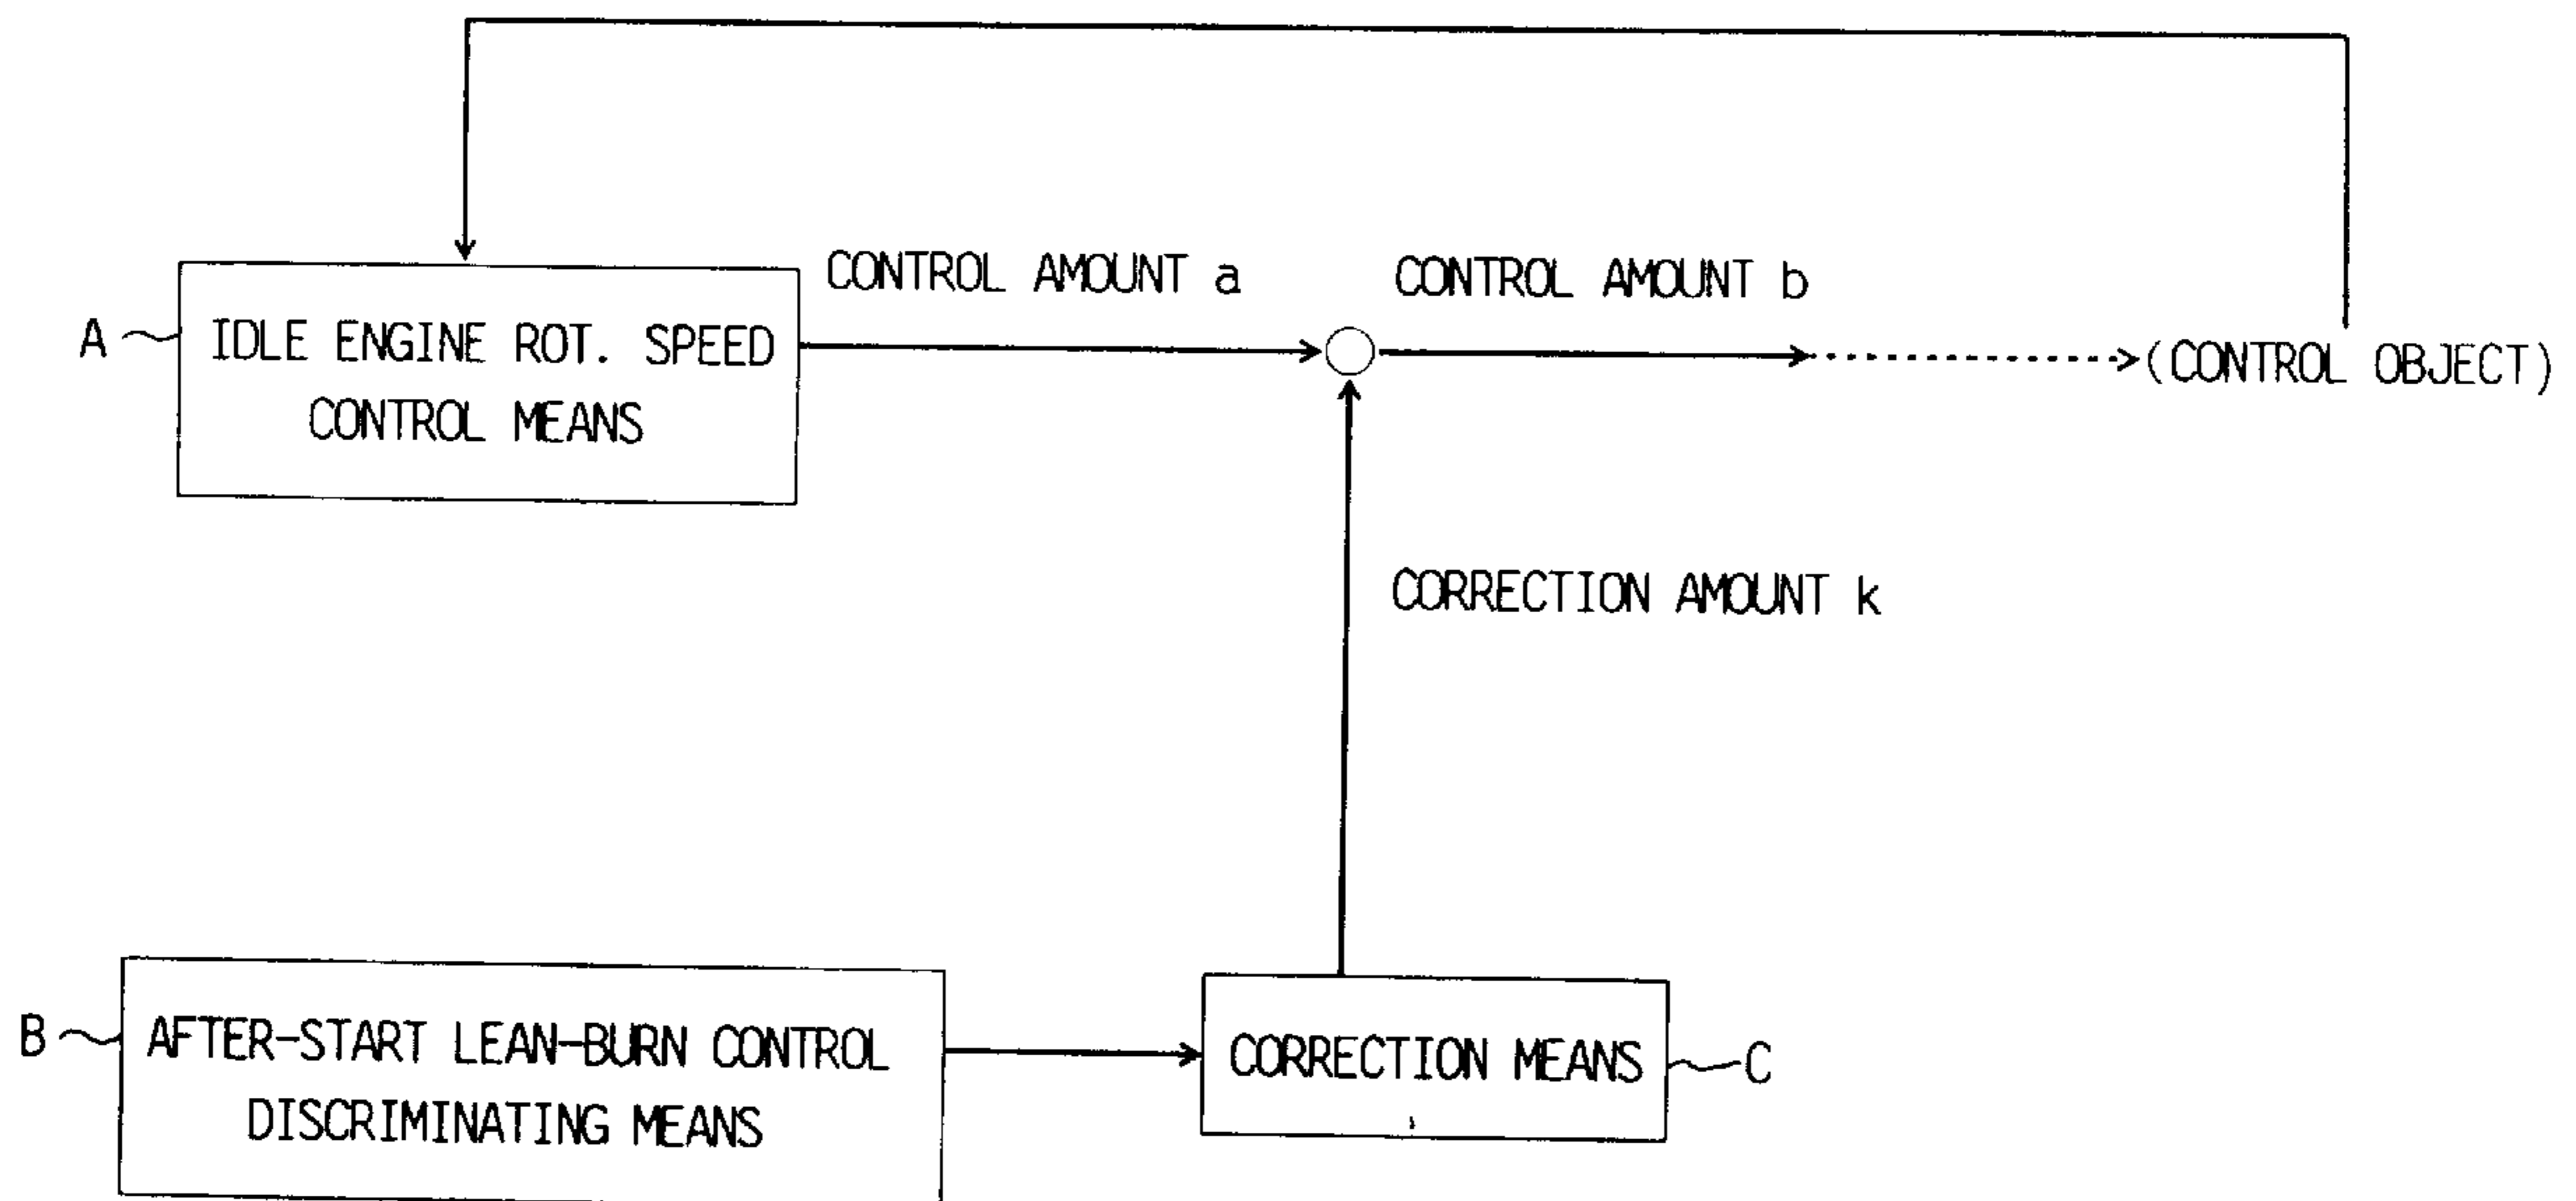 CONTROL AMOUNT a
CONTROL AMOUNT b
A
IDLE ENGINE ROT. SPEED
CONTROL MEANS
(CONTROL OBJECT)
CORRECTION AMOUNT k
B
AFTER-START LEAN-BURN CONTROL
DISCRIMINATING MEANS
CORRECTION MEANS
C